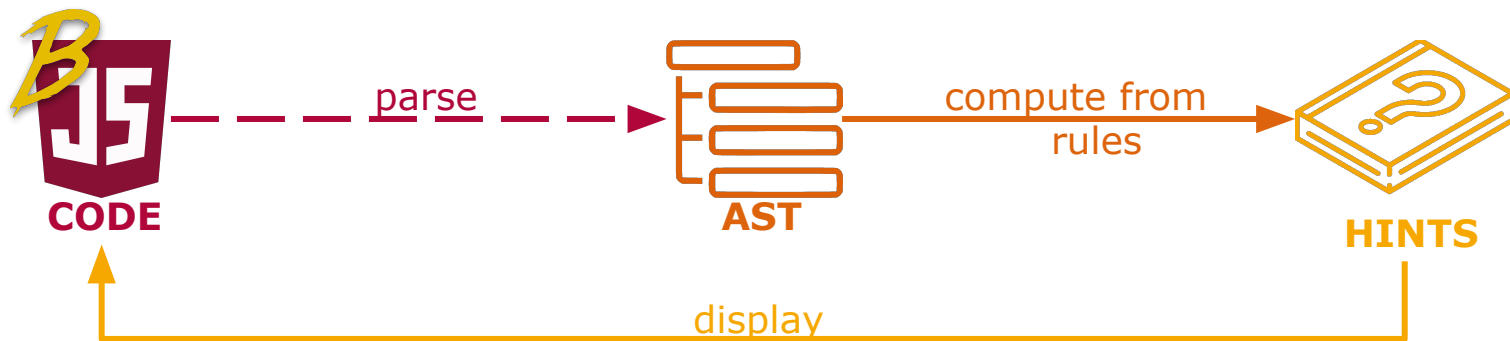 B
JS
parse
compute from
rules
?
CODE
AST
HINTS
display